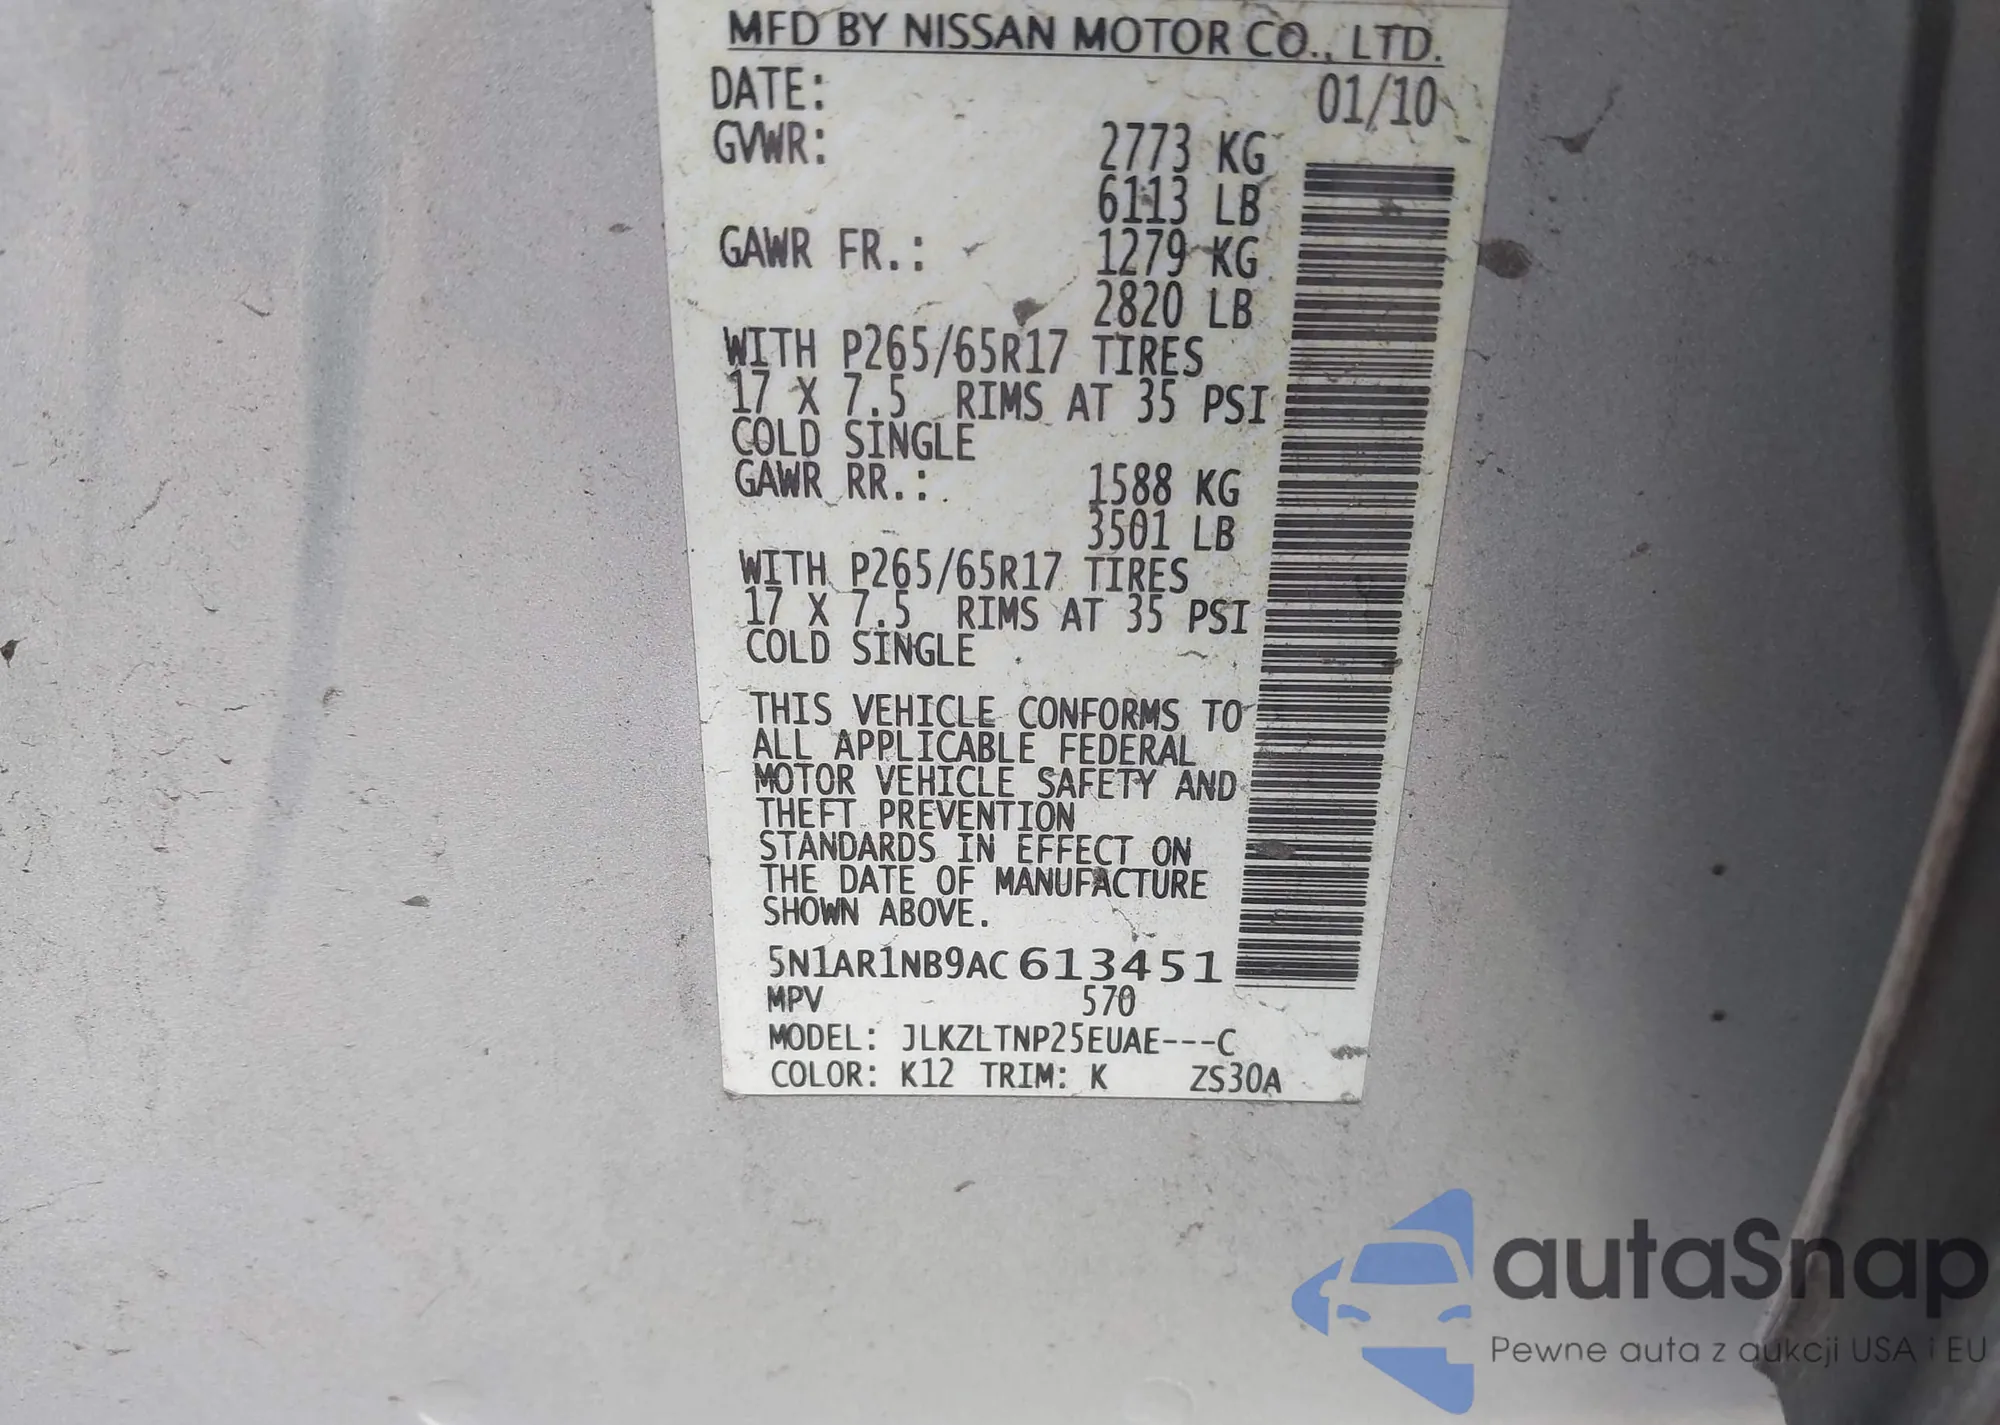 MFD BY NISSAN MOTOR CO., LTD.
DATE: 01/10
GVWR: 2773 KG
6113 LB
GAWR FR.: 1279 KG
2820 LB
WITH P265/65R17 TIRES
17 X 7.5 RIMS AT 35 PSI
COLD SINGLE
GAWR RR.: 1588 KG
3501 LB
WITH P265/65R17 TIRES
17 X 7.5 RIMS AT 35 PSI
COLD SINGLE
THIS VEHICLE CONFORMS TO
ALL APPLICABLE FEDERAL
MOTOR VEHICLE SAFETY AND
THEFT PREVENTION
STANDARDS IN EFFECT ON
THE DATE OF MANUFACTURE
SHOWN ABOVE.
5N1AR1NB9AC613451
MPV 570
MODEL: JLKZLTNP25EUAE---C
COLOR: K12 TRIM: K ZS30A
autaSnap
Pewne auta z aukcji USA i EU